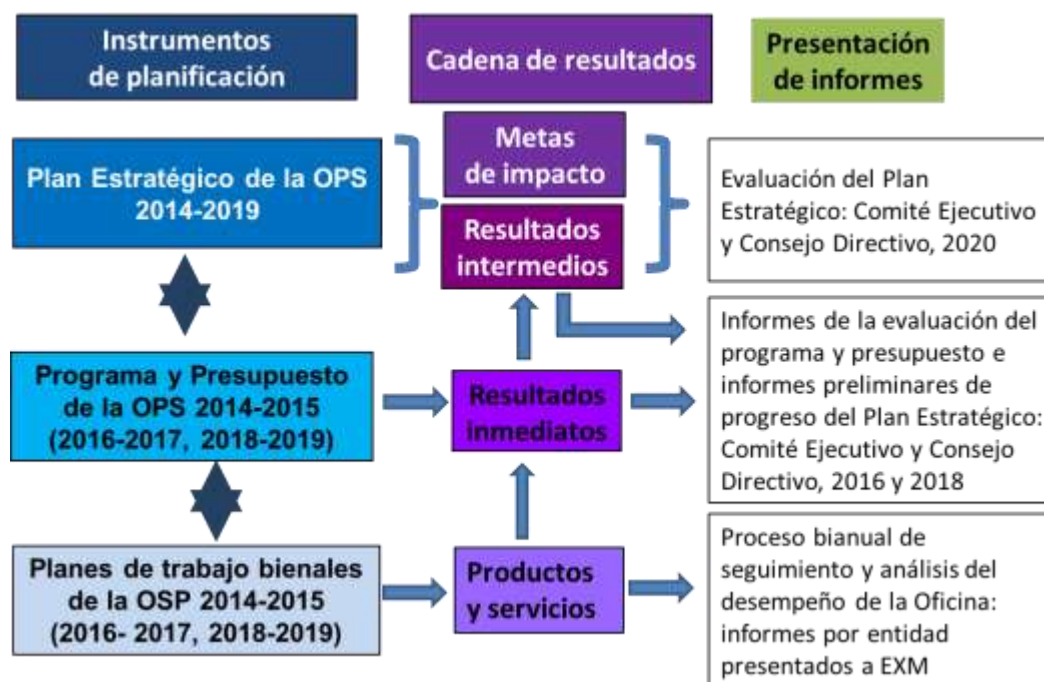 Instrumentos
de planificación
Cadena de resultados
Presentación
de informes
Plan Estratégico de la OPS
2014-2019
Metas
de impacto
Resultados
intermedios
Evaluación del Plan
Estratégico: Comité Ejecutivo
y Consejo Directivo, 2020
Programa y Presupuesto
de la OPS 2014-2015
(2016-2017, 2018-2019)
Resultados
inmediatos
Informes de la evaluación del
programa y presupuesto e
informes preliminares de
progreso del Plan Estratégico:
Comité Ejecutivo y Consejo
Directivo, 2016 y 2018
Planes de trabajo bienales
de la OSP 2014-2015
(2016- 2017, 2018-2019)
Productos
y servicios
Proceso bianual de
seguimiento y análisis del
desempeño de la Oficina:
informes por entidad
presentados a EXM